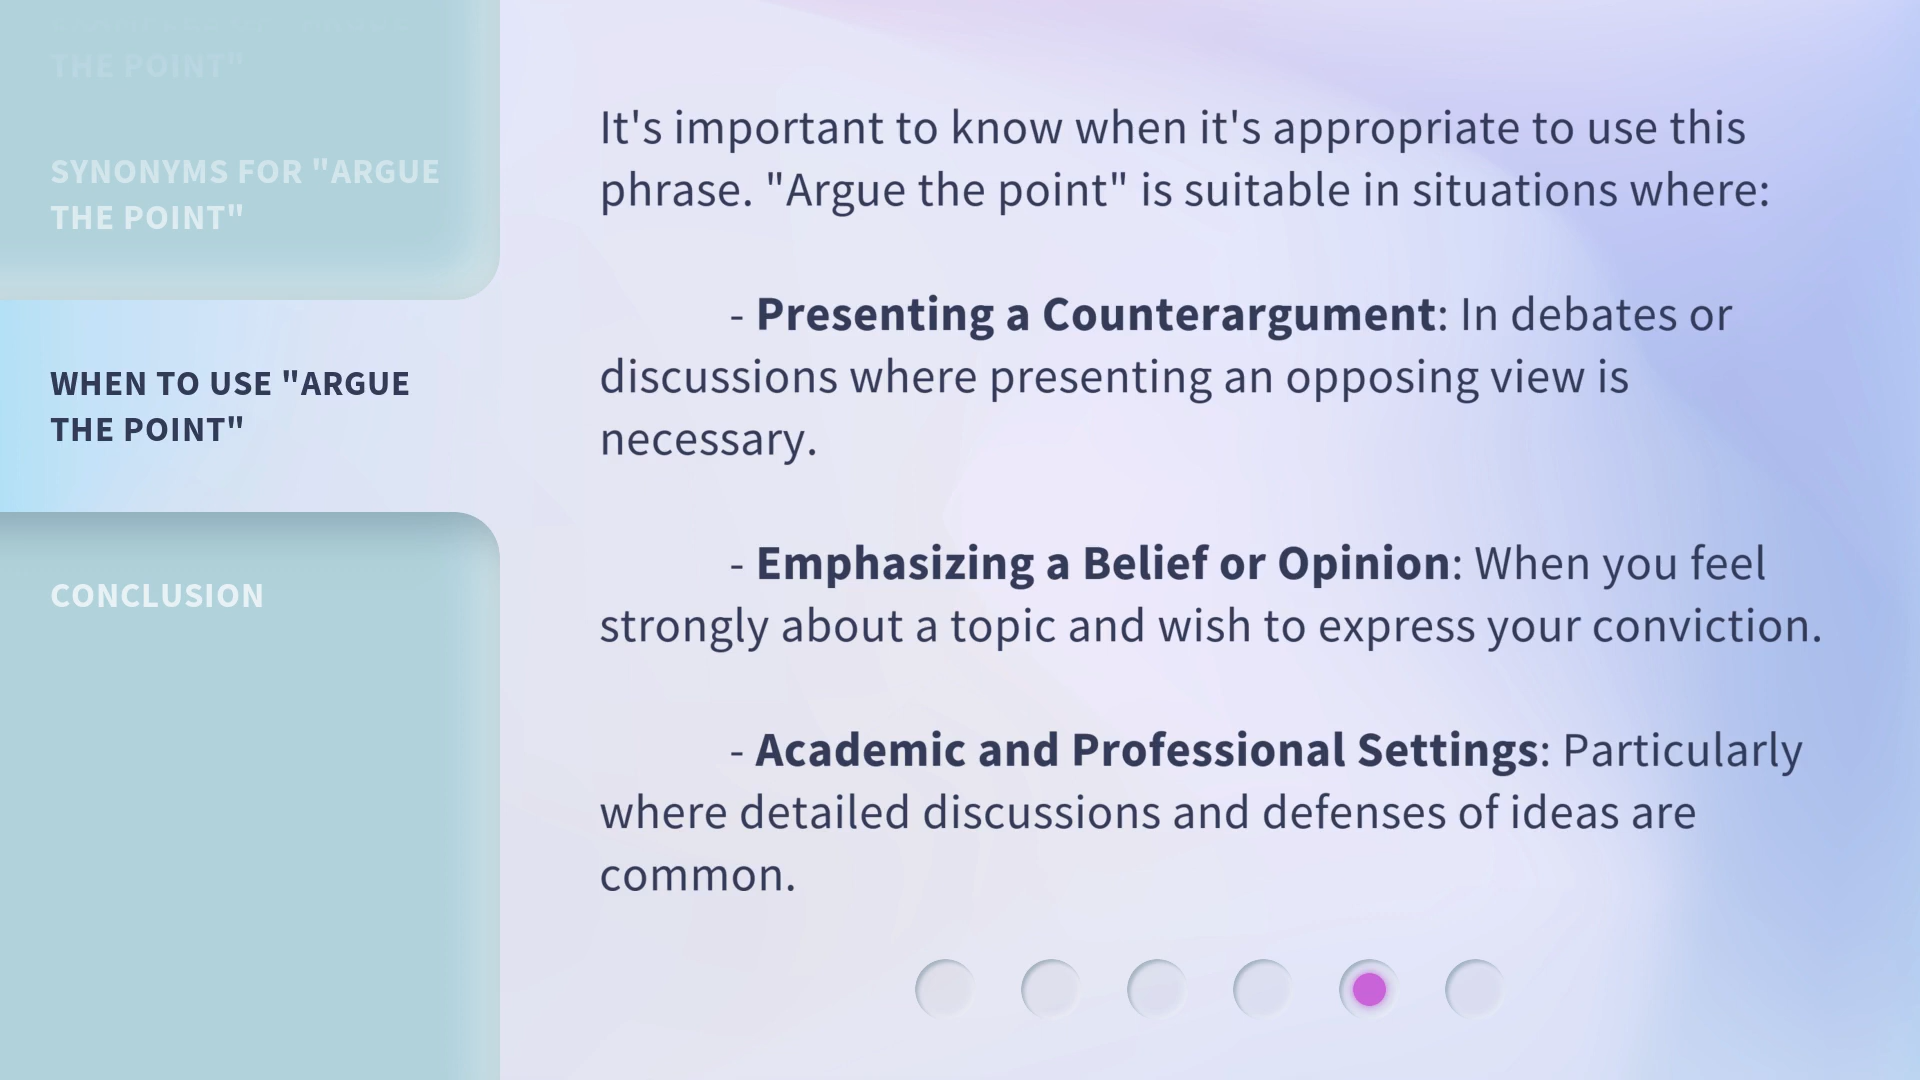 THE POINT"
SYNONYMS FOR "ARGUE
THE POINT"
WHEN TO USE "ARGUE
THE POINT"
CONCLUSION
It's important to know when it's appropriate to use this
phrase. "Argue the point" is suitable in situations where:
- Presenting a Counterargument: In debates or
discussions where presenting an opposing view is
necessary.
- Emphasizing a Belief or Opinion: When you feel
strongly about a topic and wish to express your conviction.
- Academic and Professional Settings: Particularly
where detailed discussions and defenses of ideas are
common.